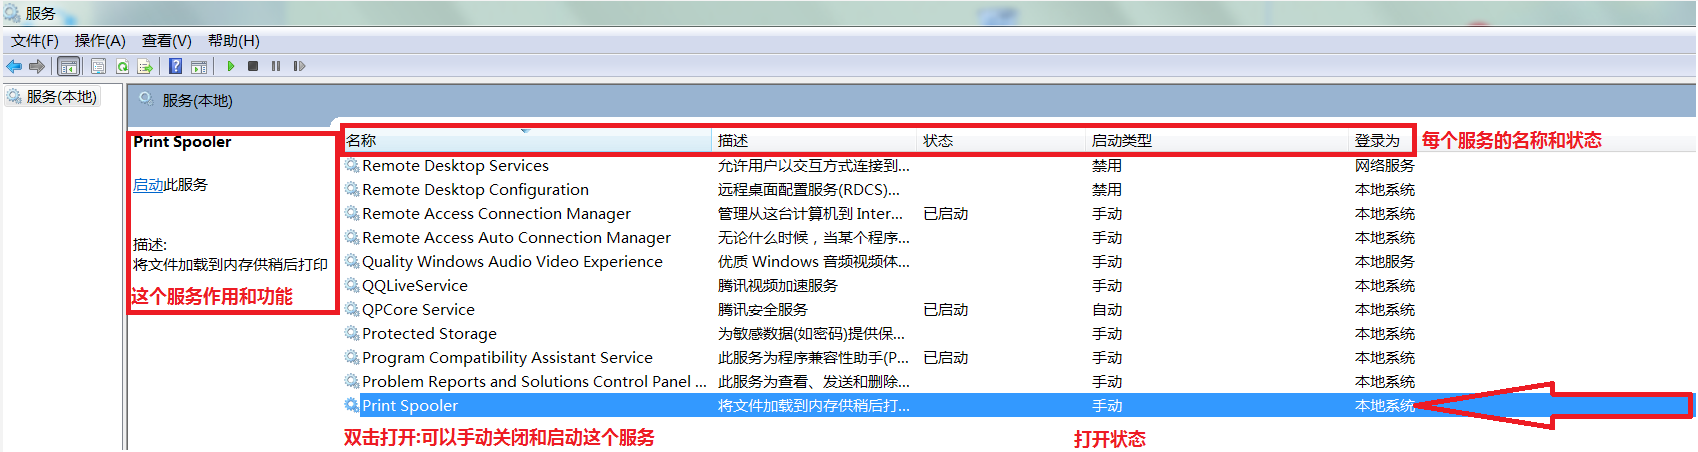 服务
文件(F) 操作(A) 查看(V) 帮助(H)
服务(本地)
服务(本地)
Print Spooler
启动此服务
描述:
将文件加载到内存供稍后打印
这个服务作用和功能
名称 描述 状态 启动类型 登录为
每个服务的名称和状态
Remote Desktop Services 允许用户以交互方式连接到... 禁用 网络服务
Remote Desktop Configuration 远程桌面配置服务(RDCS)... 禁用 本地系统
Remote Access Connection Manager 管理从这台计算机到 Inter... 已启动 手动 本地系统
Remote Access Auto Connection Manager 无论什么时候，当某个程序... 手动 本地系统
Quality Windows Audio Video Experience 优质 Windows 音频视频体... 手动 本地服务
QQLiveService 腾讯视频加速服务 手动 本地系统
QPCore Service 腾讯安全服务 已启动 自动 本地系统
Protected Storage 为敏感数据(如密码)提供保... 手动 本地系统
Program Compatibility Assistant Service 此服务为程序兼容性助手(P... 已启动 手动 本地系统
Problem Reports and Solutions Control Panel ... 此服务为查看、发送和删除... 手动 本地系统
Print Spooler 将文件加载到内存供稍后打... 手动 本地系统
双击打开:可以手动关闭和启动这个服务
打开状态